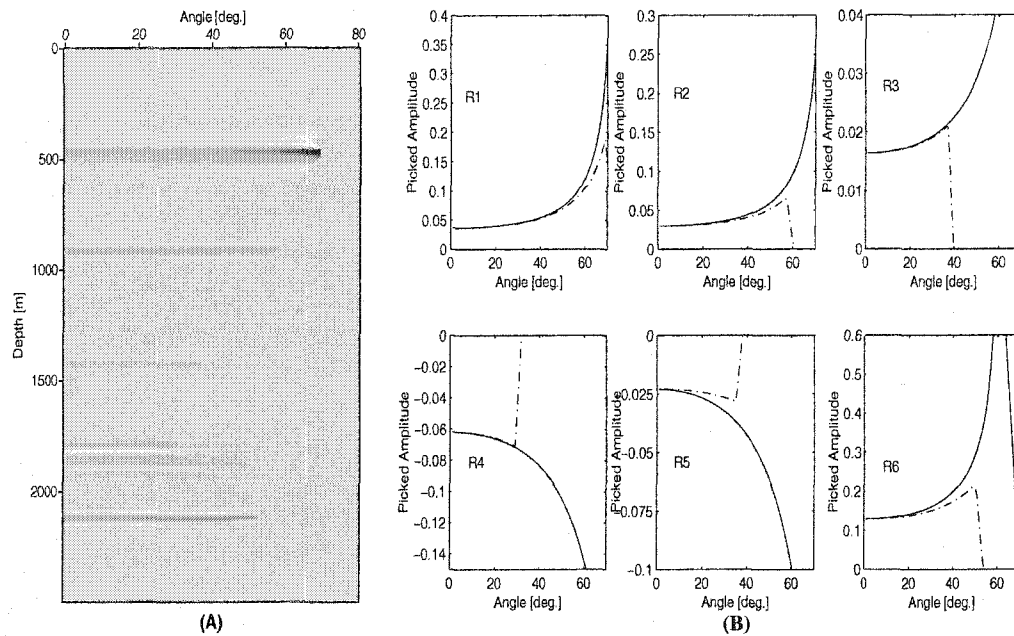 Angle [deg.]
0 20 40 60 80
0
500
1000
1500
2000
Depth [m]
(A)
0.4
0.35
0.3
0.25
0.2
0.15
0.1
0.05
0
Picked Amplitude
R1
0 20 40 60
Angle [deg.]
0.3
0.25
0.2
0.15
0.1
0.05
0
Picked Amplitude
R2
0 20 40 60
Angle [deg.]
0.04
0.03
0.02
0.01
0
Picked Amplitude
R3
0 20 40 60
Angle [deg.]
0
-0.02
-0.04
-0.06
-0.08
-0.1
-0.12
-0.14
Picked Amplitude
R4
0 20 40 60
Angle [deg.]
0
-0.025
-0.05
-0.075
-0.1
Picked Amplitude
R5
0 20 40 60
Angle [deg.]
0.6
0.5
0.4
0.3
0.2
0.1
0
Picked Amplitude
R6
0 20 40 60
Angle [deg.]
(B)